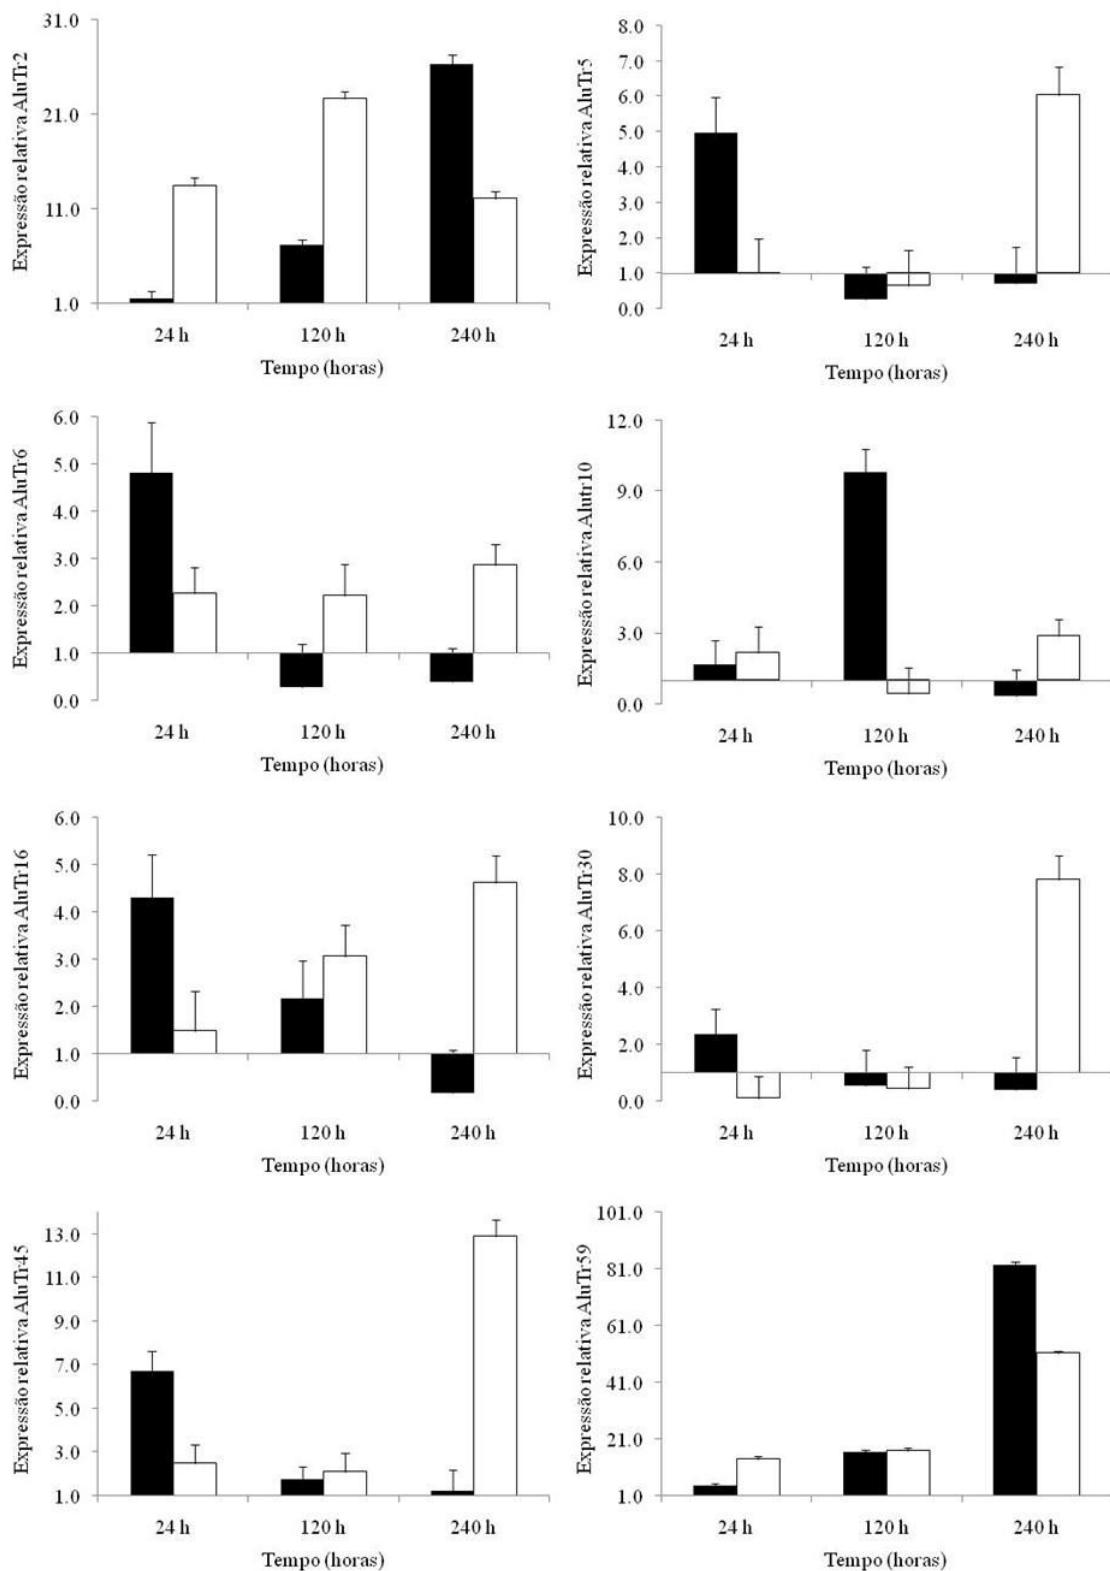 Expressão relativa AluTr2
31.0
21.0
11.0
1.0
24 h 120 h 240 h
Tempo (horas)
Expressão relativa AluTr5
8.0
7.0
6.0
5.0
4.0
3.0
2.0
1.0
0.0
24 h 120 h 240 h
Tempo (horas)
Expressão relativa AluTr6
6.0
5.0
4.0
3.0
2.0
1.0
0.0
24 h 120 h 240 h
Tempo (horas)
Expressão relativa Alutr10
12.0
9.0
6.0
3.0
0.0
24 h 120 h 240 h
Tempo (horas)
Expressão relativa AluTr16
6.0
5.0
4.0
3.0
2.0
1.0
0.0
24 h 120 h 240 h
Tempo (horas)
Expressão relativa AluTr30
10.0
8.0
6.0
4.0
2.0
0.0
24 h 120 h 240 h
Tempo (horas)
Expressão relativa AluTr45
13.0
11.0
9.0
7.0
5.0
3.0
1.0
24 h 120 h 240 h
Tempo (horas)
Expressão relativa AluTr59
101.0
81.0
61.0
41.0
21.0
1.0
24 h 120 h 240 h
Tempo (horas)